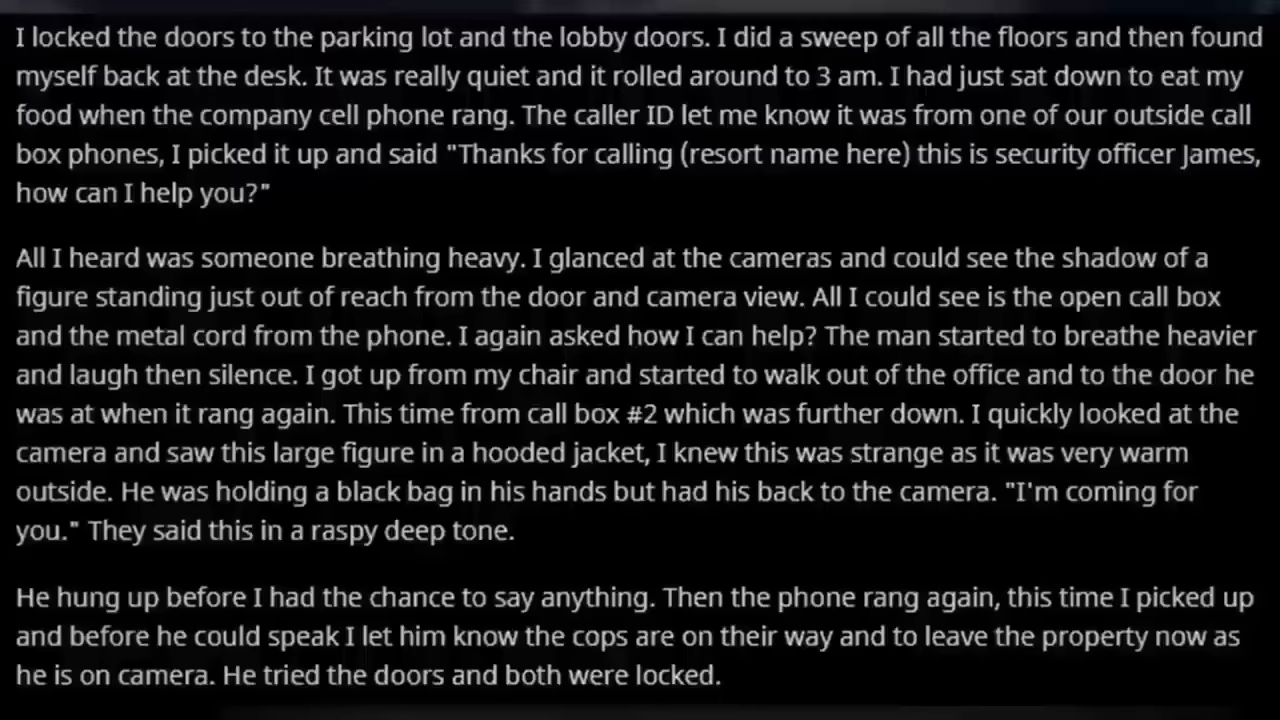 I locked the doors to the parking lot and the lobby doors. I did a sweep of all the floors and then found
myself back at the desk. It was really quiet and it rolled around to 3 am. I had just sat down to eat my
food when the company cell phone rang. The caller ID let me know it was from one of our outside call
box phones, I picked it up and said "Thanks for calling (resort name here) this is security officer James,
how can I help you?"
All I heard was someone breathing heavy. I glanced at the cameras and could see the shadow of a
figure standing just out of reach from the door and camera view. All I could see is the open call box
and the metal cord from the phone. I again asked how I can help? The man started to breathe heavier
and laugh then silence. I got up from my chair and started to walk out of the office and to the door he
was at when it rang again. This time from call box #2 which was further down. I quickly looked at the
camera and saw this large figure in a hooded jacket, I knew this was strange as it was very warm
outside. He was holding a black bag in his hands but had his back to the camera. "I'm coming for
you." They said this in a raspy deep tone.
He hung up before I had the chance to say anything. Then the phone rang again, this time I picked up
and before he could speak I let him know the cops are on their way and to leave the property now as
he is on camera. He tried the doors and both were locked.